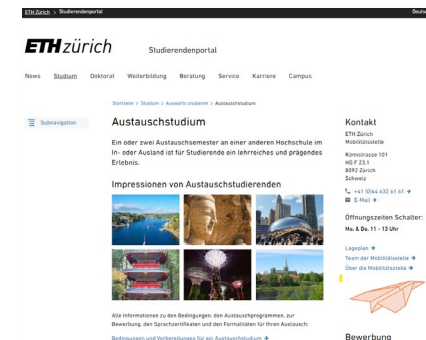 ETH Zürich > Studierendenportal
Deuts
ETH zürich
Studierendenportal
News Studium Doktorat Weiterbildung Beratung Service Karriere Campus
Subnavigation
Startseite > Studium > Auswärts studieren > Austauschstudium
Austauschstudium
Ein oder zwei Austauschsemester an einer anderen Hochschule im
In- oder Ausland ist für Studierende ein lehrreiches und prägendes
Erlebnis.
Impressionen von Austauschstudierenden
Alle Informationen zu den Bedingungen, den Austauschprogrammen, zur
Bewerbung, den Sprachzertifikaten und den Formalitäten für Ihren Austausch:
Bedingungen und Vorbereitungen für ein Austauschstudium →
Kontakt
ETH Zürich
Mobilitätsstelle
Rämistrasse 101
HG F 23.1
8092 Zürich
Schweiz
+41 (0)44 632 61 61 →
E-Mail →
Öffnungszeiten Schalter:
Mo. & Do. 11 - 13 Uhr
Lageplan →
Team der Mobilitätsstelle →
Über die Mobilitätsstelle →
Bewerbung